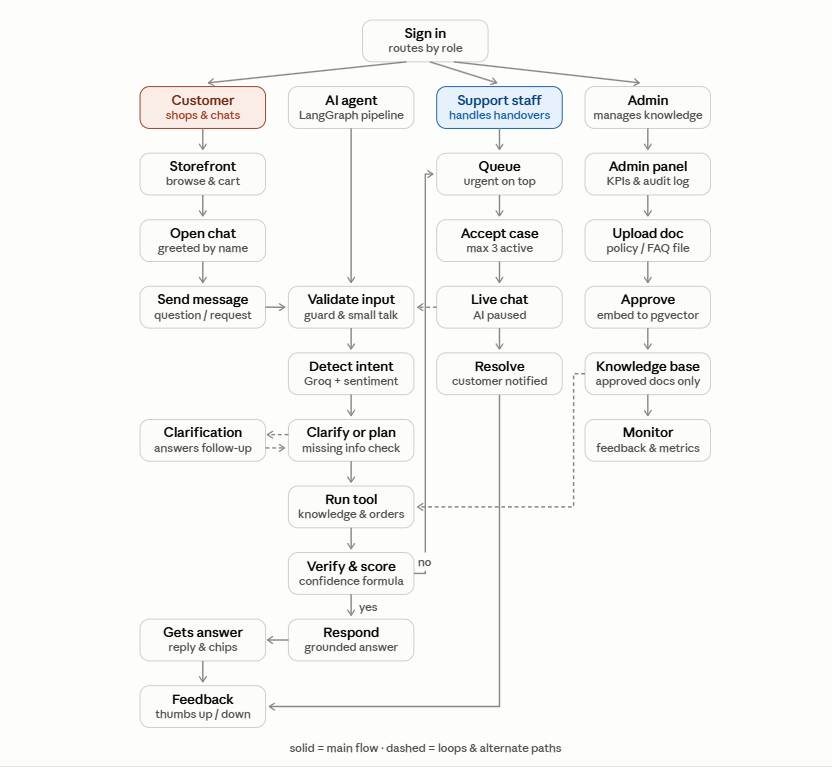 Sign in
routes by role
Customer
shops & chats
AI agent
LangGraph pipeline
Support staff
handles handovers
Admin
manages knowledge
Storefront
browse & cart
Queue
urgent on top
Admin panel
KPIs & audit log
Open chat
greeted by name
Accept case
max 3 active
Upload doc
policy / FAQ file
Send message
question / request
Validate input
guard & small talk
Live chat
AI paused
Approve
embed to pgvector
Detect intent
Groq + sentiment
Resolve
customer notified
Knowledge base
approved docs only
Clarification
answers follow-up
Clarify or plan
missing info check
Monitor
feedback & metrics
Run tool
knowledge & orders
Verify & score
confidence formula
no
yes
Gets answer
reply & chips
Respond
grounded answer
Feedback
thumbs up / down
solid = main flow · dashed = loops & alternate paths